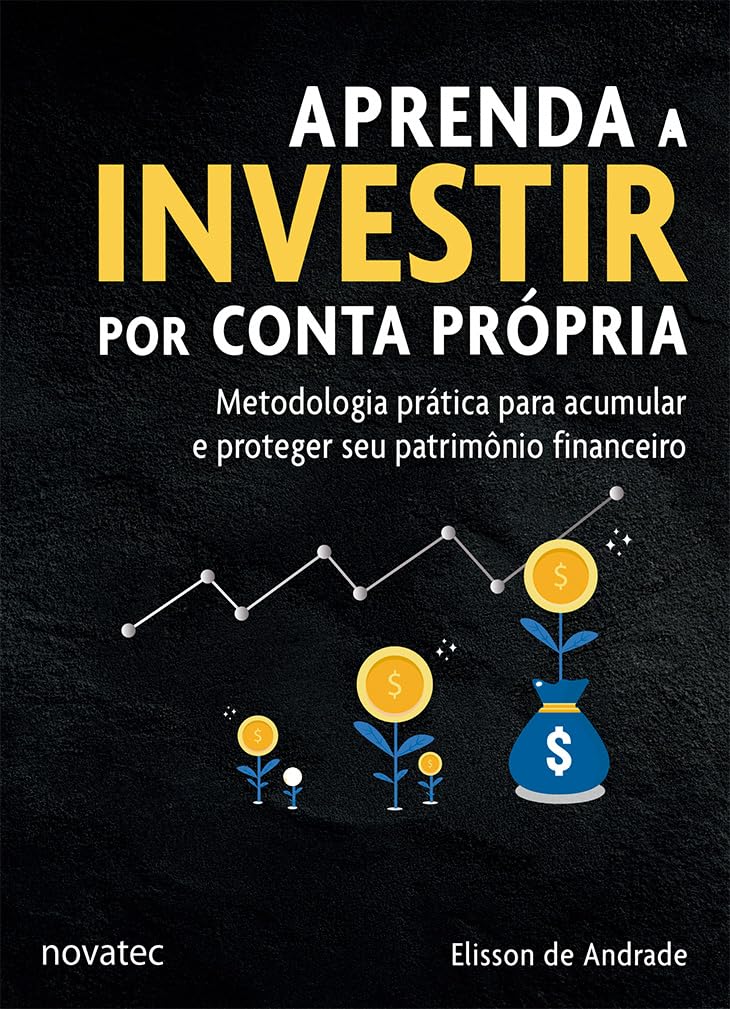 APRENDA A
INVESTIR
POR CONTA PRÓPRIA
Metodologia prática para acumular
e proteger seu patrimônio financeiro
$
$
$
$
$
novatec
Elisson de Andrade